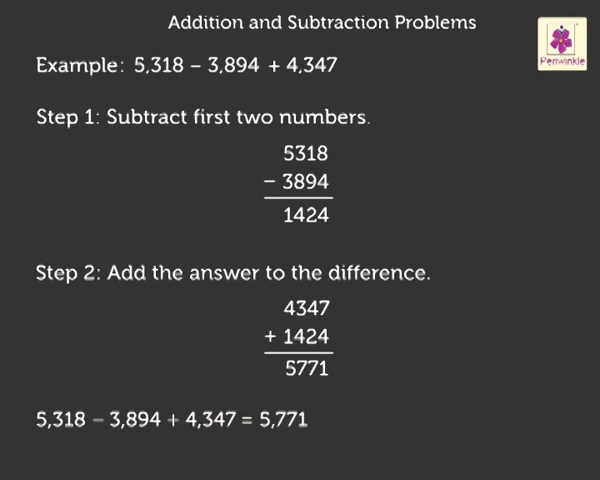 Addition and Subtraction Problems
Periwinkle
Example: 5,318 – 3,894 + 4,347
Step 1: Subtract first two numbers.
5318
– 3894
1424
Step 2: Add the answer to the difference.
4347
+ 1424
5771
5,318 – 3,894 + 4,347 = 5,771